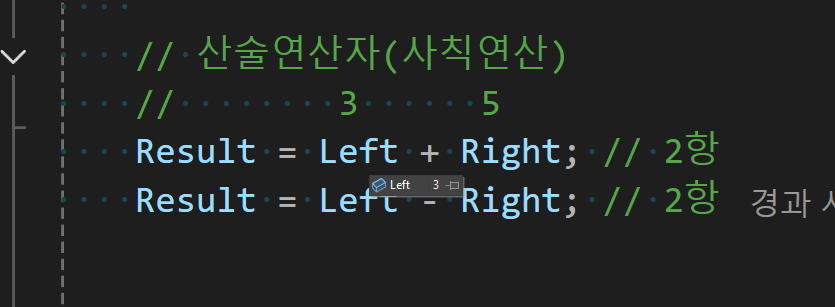 // 산술연산자(사칙연산)
// 3 5
Result = Left + Right; // 2항
Left 3
Result = Left - Right; // 2항 경과